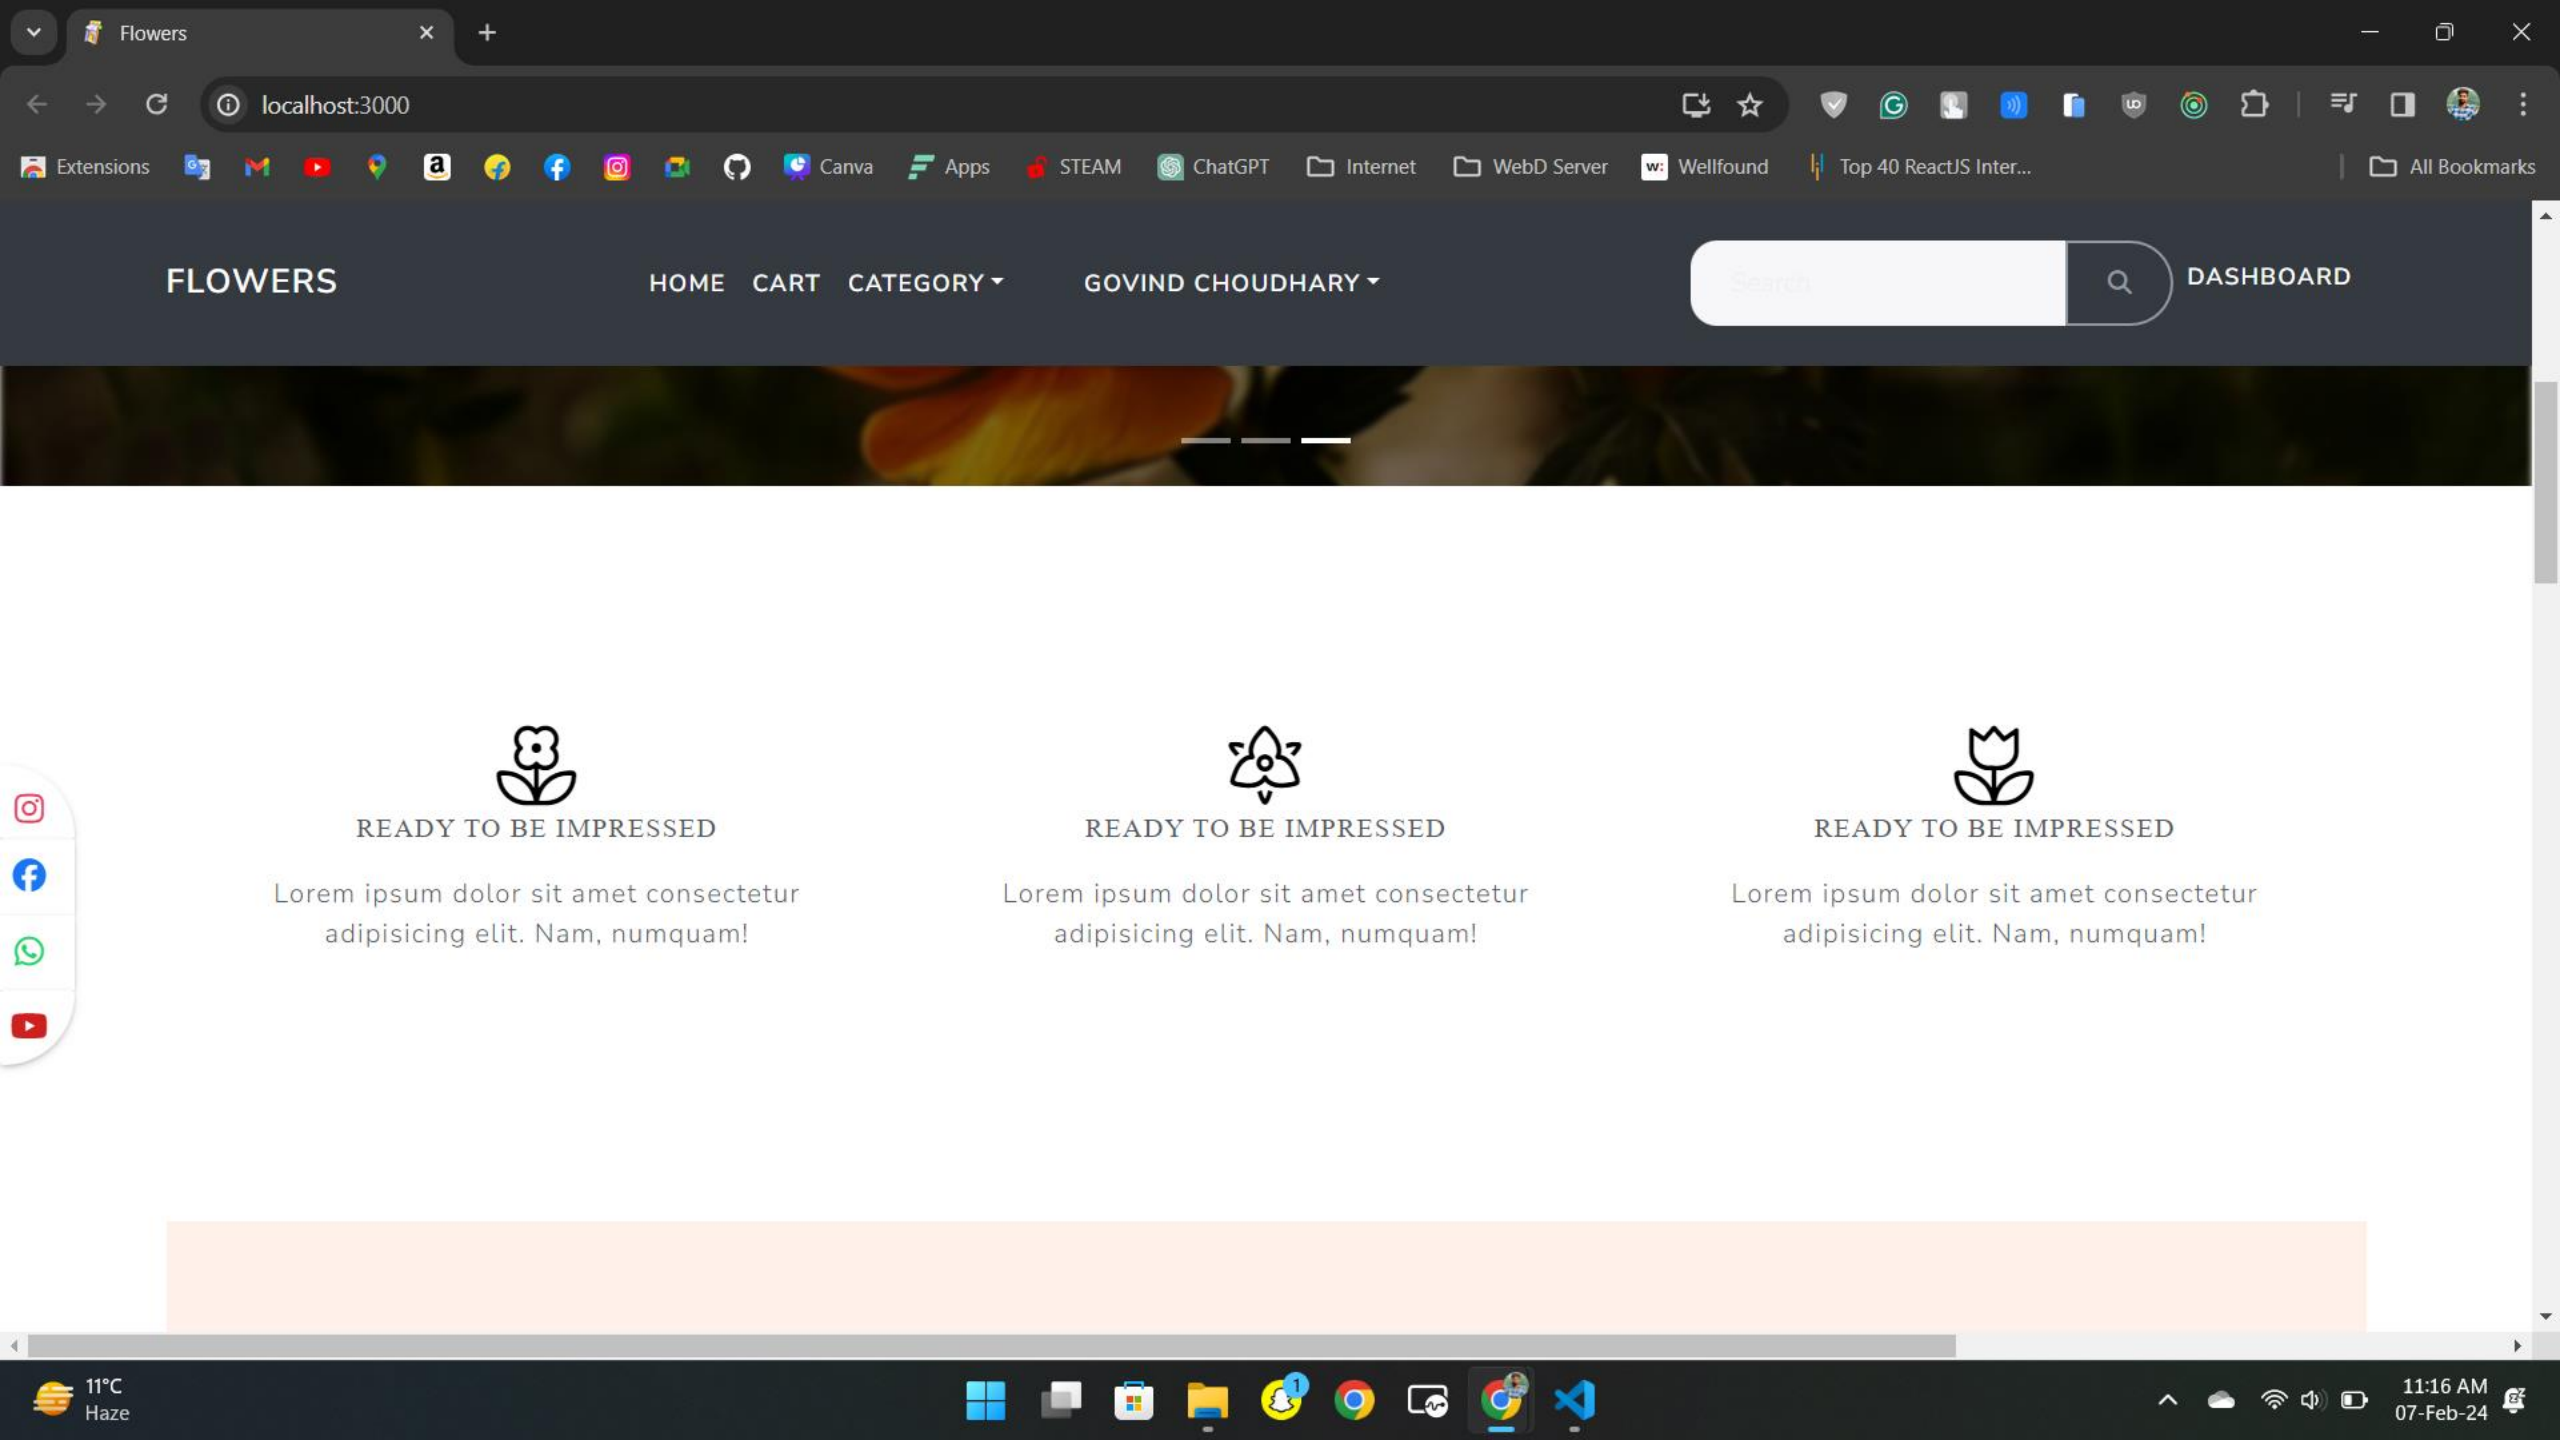 Flowers
localhost:3000
Extensions Canva Apps STEAM ChatGPT Internet WebD Server Wellfound Top 40 ReactJS Inter... All Bookmarks
FLOWERS HOME CART CATEGORY GOVIND CHOUDHARY Search DASHBOARD
READY TO BE IMPRESSED READY TO BE IMPRESSED READY TO BE IMPRESSED
Lorem ipsum dolor sit amet consectetur Lorem ipsum dolor sit amet consectetur Lorem ipsum dolor sit amet consectetur
adipisicing elit. Nam, numquam! adipisicing elit. Nam, numquam! adipisicing elit. Nam, numquam!
11°C 1 11:16 AM
Haze 07-Feb-24